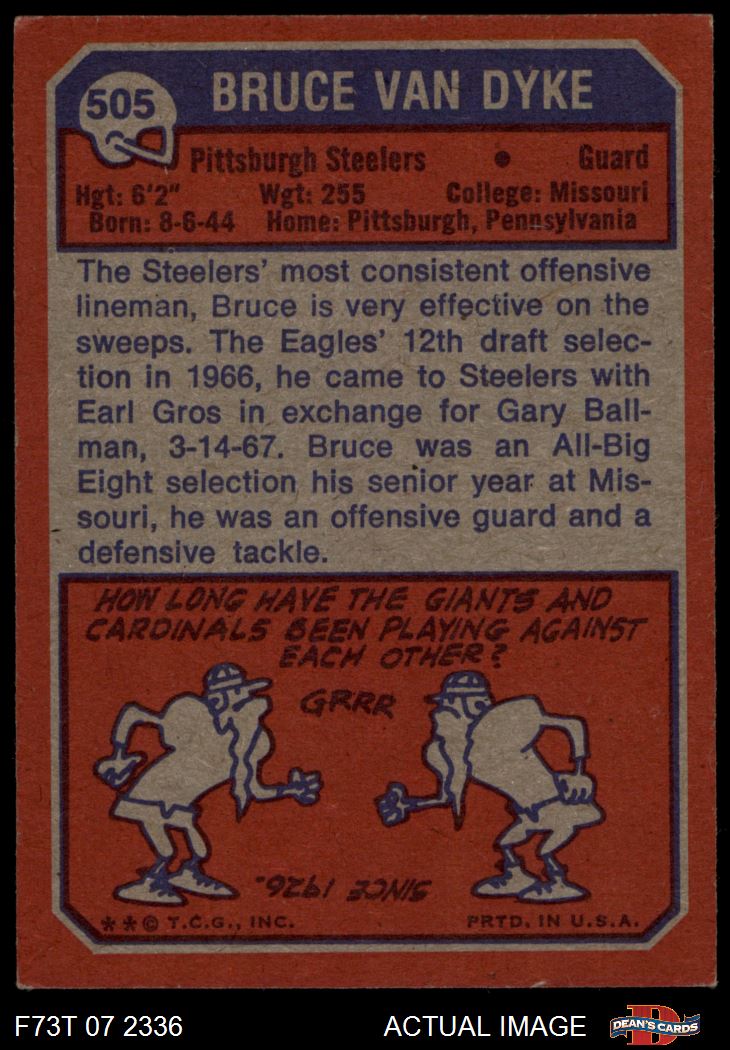 505
BRUCE VAN DYKE
Pittsburgh Steelers • Guard
Hgt: 6'2" Wgt: 255 College: Missouri
Born: 8-6-44 Home: Pittsburgh, Pennsylvania
The Steelers' most consistent offensive
lineman, Bruce is very effective on the
sweeps. The Eagles' 12th draft selec-
tion in 1966, he came to Steelers with
Earl Gros in exchange for Gary Ball-
man, 3-14-67. Bruce was an All-Big
Eight selection his senior year at Mis-
souri, he was an offensive guard and a
defensive tackle.
HOW LONG HAVE THE GIANTS AND
CARDINALS BEEN PLAYING AGAINST
EACH OTHER?
GRRR
SINCE 1926.
**© T.C.G., INC. PRTD. IN U.S.A.
F73T 07 2336 ACTUAL IMAGE
D
DEAN'S CARDS